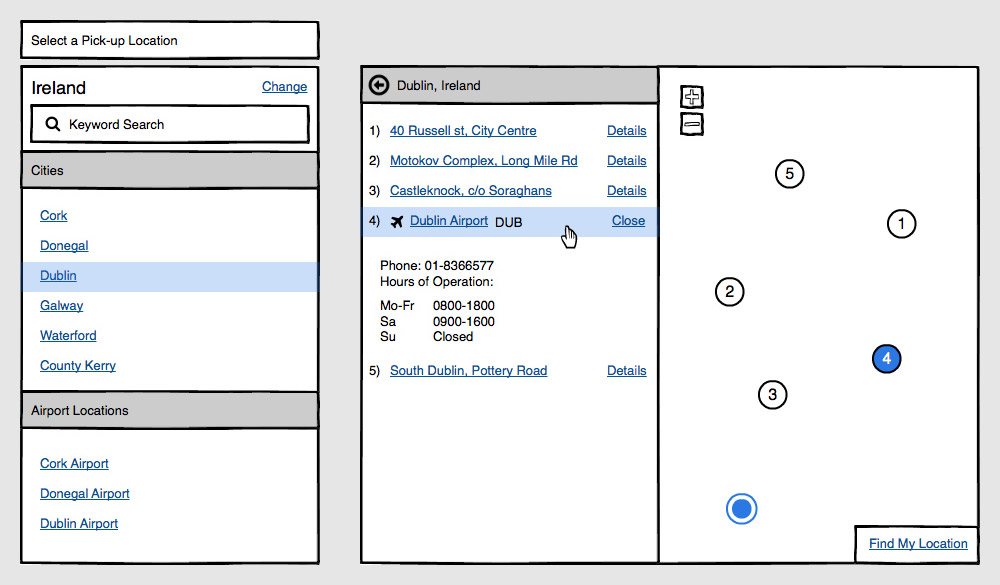 Select a Pick-up Location
Ireland Change
Keyword Search
Cities
Cork
Donegal
Dublin
Galway
Waterford
County Kerry
Airport Locations
Cork Airport
Donegal Airport
Dublin Airport
Dublin, Ireland
1) 40 Russell st, City Centre Details
2) Motokov Complex, Long Mile Rd Details
3) Castleknock, c/o Soraghans Details
4) Dublin Airport DUB Close
Phone: 01-8366577
Hours of Operation:
Mo-Fr 0800-1800
Sa 0900-1600
Su Closed
5) South Dublin, Pottery Road Details
5
1
2
4
3
Find My Location